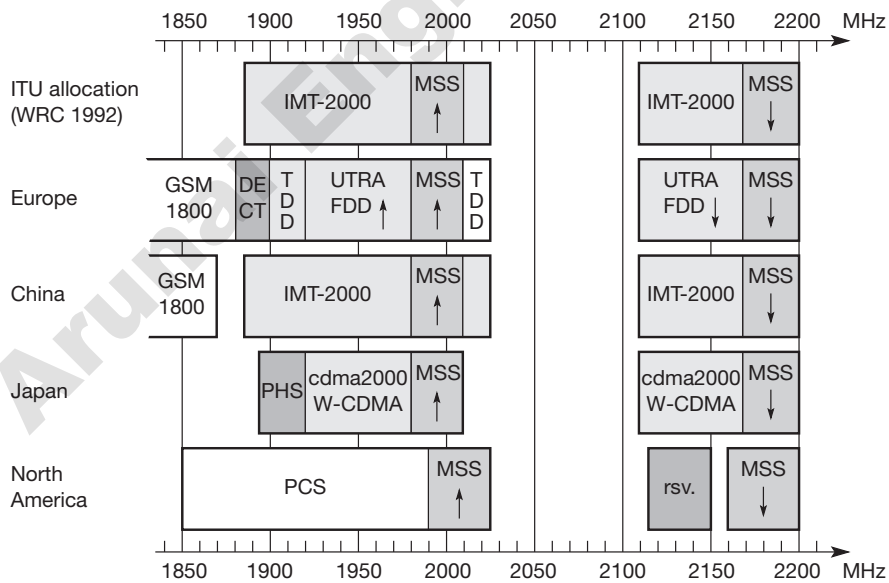 1850 1900 1950 2000 2050 2100 2150 2200 MHz
ITU allocation
(WRC 1992)
IMT-2000
MSS
IMT-2000
MSS
Europe
GSM
1800
DE
CT
T
D
D
UTRA
FDD
MSS
T
D
D
UTRA
FDD
MSS
China
GSM
1800
IMT-2000
MSS
IMT-2000
MSS
Japan
PHS
cdma2000
W-CDMA
MSS
cdma2000
W-CDMA
MSS
North
America
PCS
MSS
rsv.
MSS
1850 1900 1950 2000 2050 2100 2150 2200 MHz
Arunai Eng